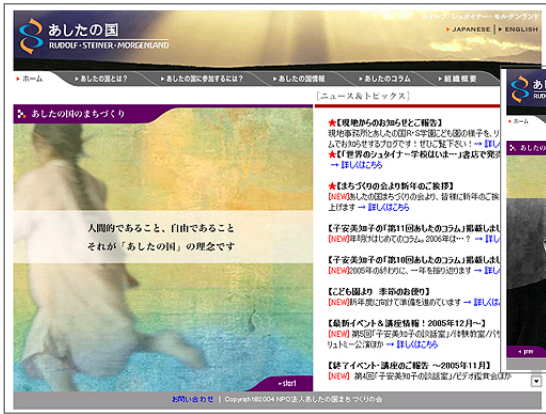 ルドルフ・シュタイナー・モルゲンランド
あしたの国
RUDOLF・STEINER・MORGENLAND
JAPANESE | ENGLISH
ホーム あしたの国とは? あしたの国に参加するには? あしたの国情報 あしたのコラム 組織概要
[ニュース&トピックス]
あしたの国のまちづくり
★【現地からのお知らせとご報告】
現地事務所とあしたの国R・S学園こども園の様子を、リ
ムでお知らせするブログです！ぜひご覧下さい！→ 詳し
★【「世界のシュタイナー学校はいま―」書店で発売
→ 詳しくはこちら
★【まちづくりの会より新年のご挨拶】
[NEW]あしたの国まちづくりの会より、皆様に新年のご挨
上げます → 詳しくはこちら
人間的であること、自由であること
それが「あしたの国」の理念です
【子安美知子の「第11回あしたのコラム」掲載しまし
[NEW]年明けはじめてのコラム。2006年は…？ → 詳し
【子安美知子の「第10回あしたのコラム」掲載しまし
[NEW]2005年の終わりに、一年を振り返ります → 詳し
【こども園より 季節のお便り】
[NEW]新年度に向けて準備を進めています → 詳しくは
【最新イベント＆講座情報！2005年12月～】
[NEW] 第5回「子安美知子の談話室」/体験教室/バラ
リュトミー公演ほか → 詳しくはこちら
【終了イベント・講座のご報告 ～2005年11月】
[NEW] 第4回「子安美知子の談話室」/ビデオ鑑賞会ほか
start
お問い合わせ | Copyright©2004 NPO法人あしたの国まちづくりの会
あし
RUD
ホーム
あしたの
prev